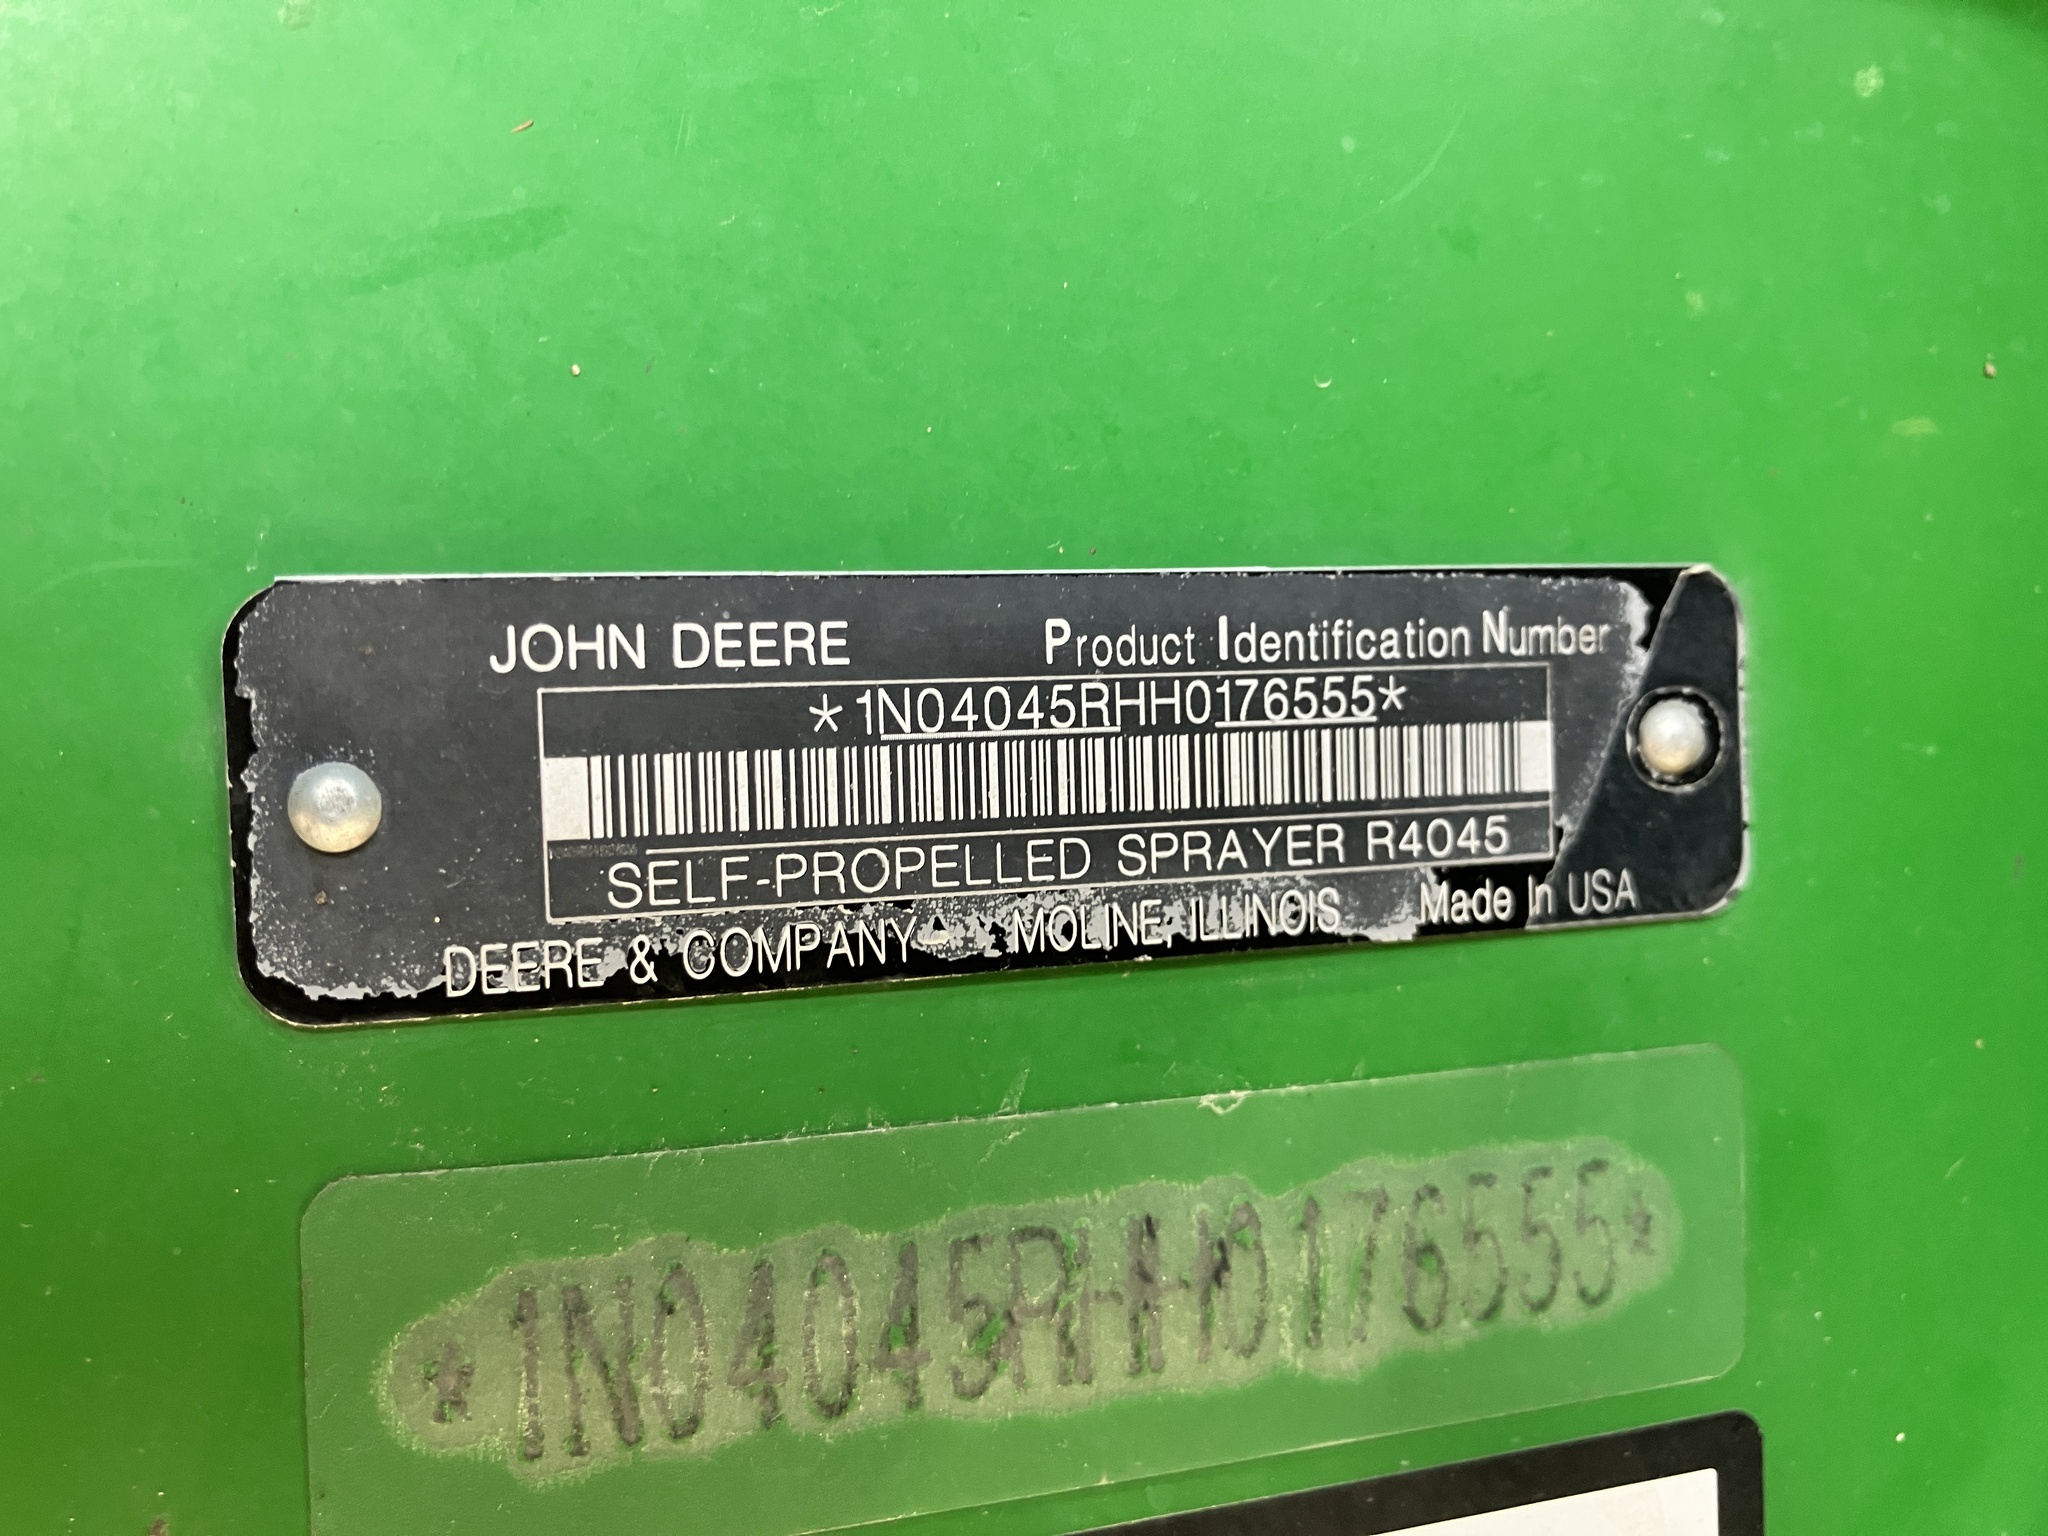 JOHN DEERE Product Identification Number
*1N04045RHH0176555*
SELF-PROPELLED SPRAYER R4045
DEERE & COMPANY MOLINE, ILLINOIS Made In USA
*1N04045RHH0176555*